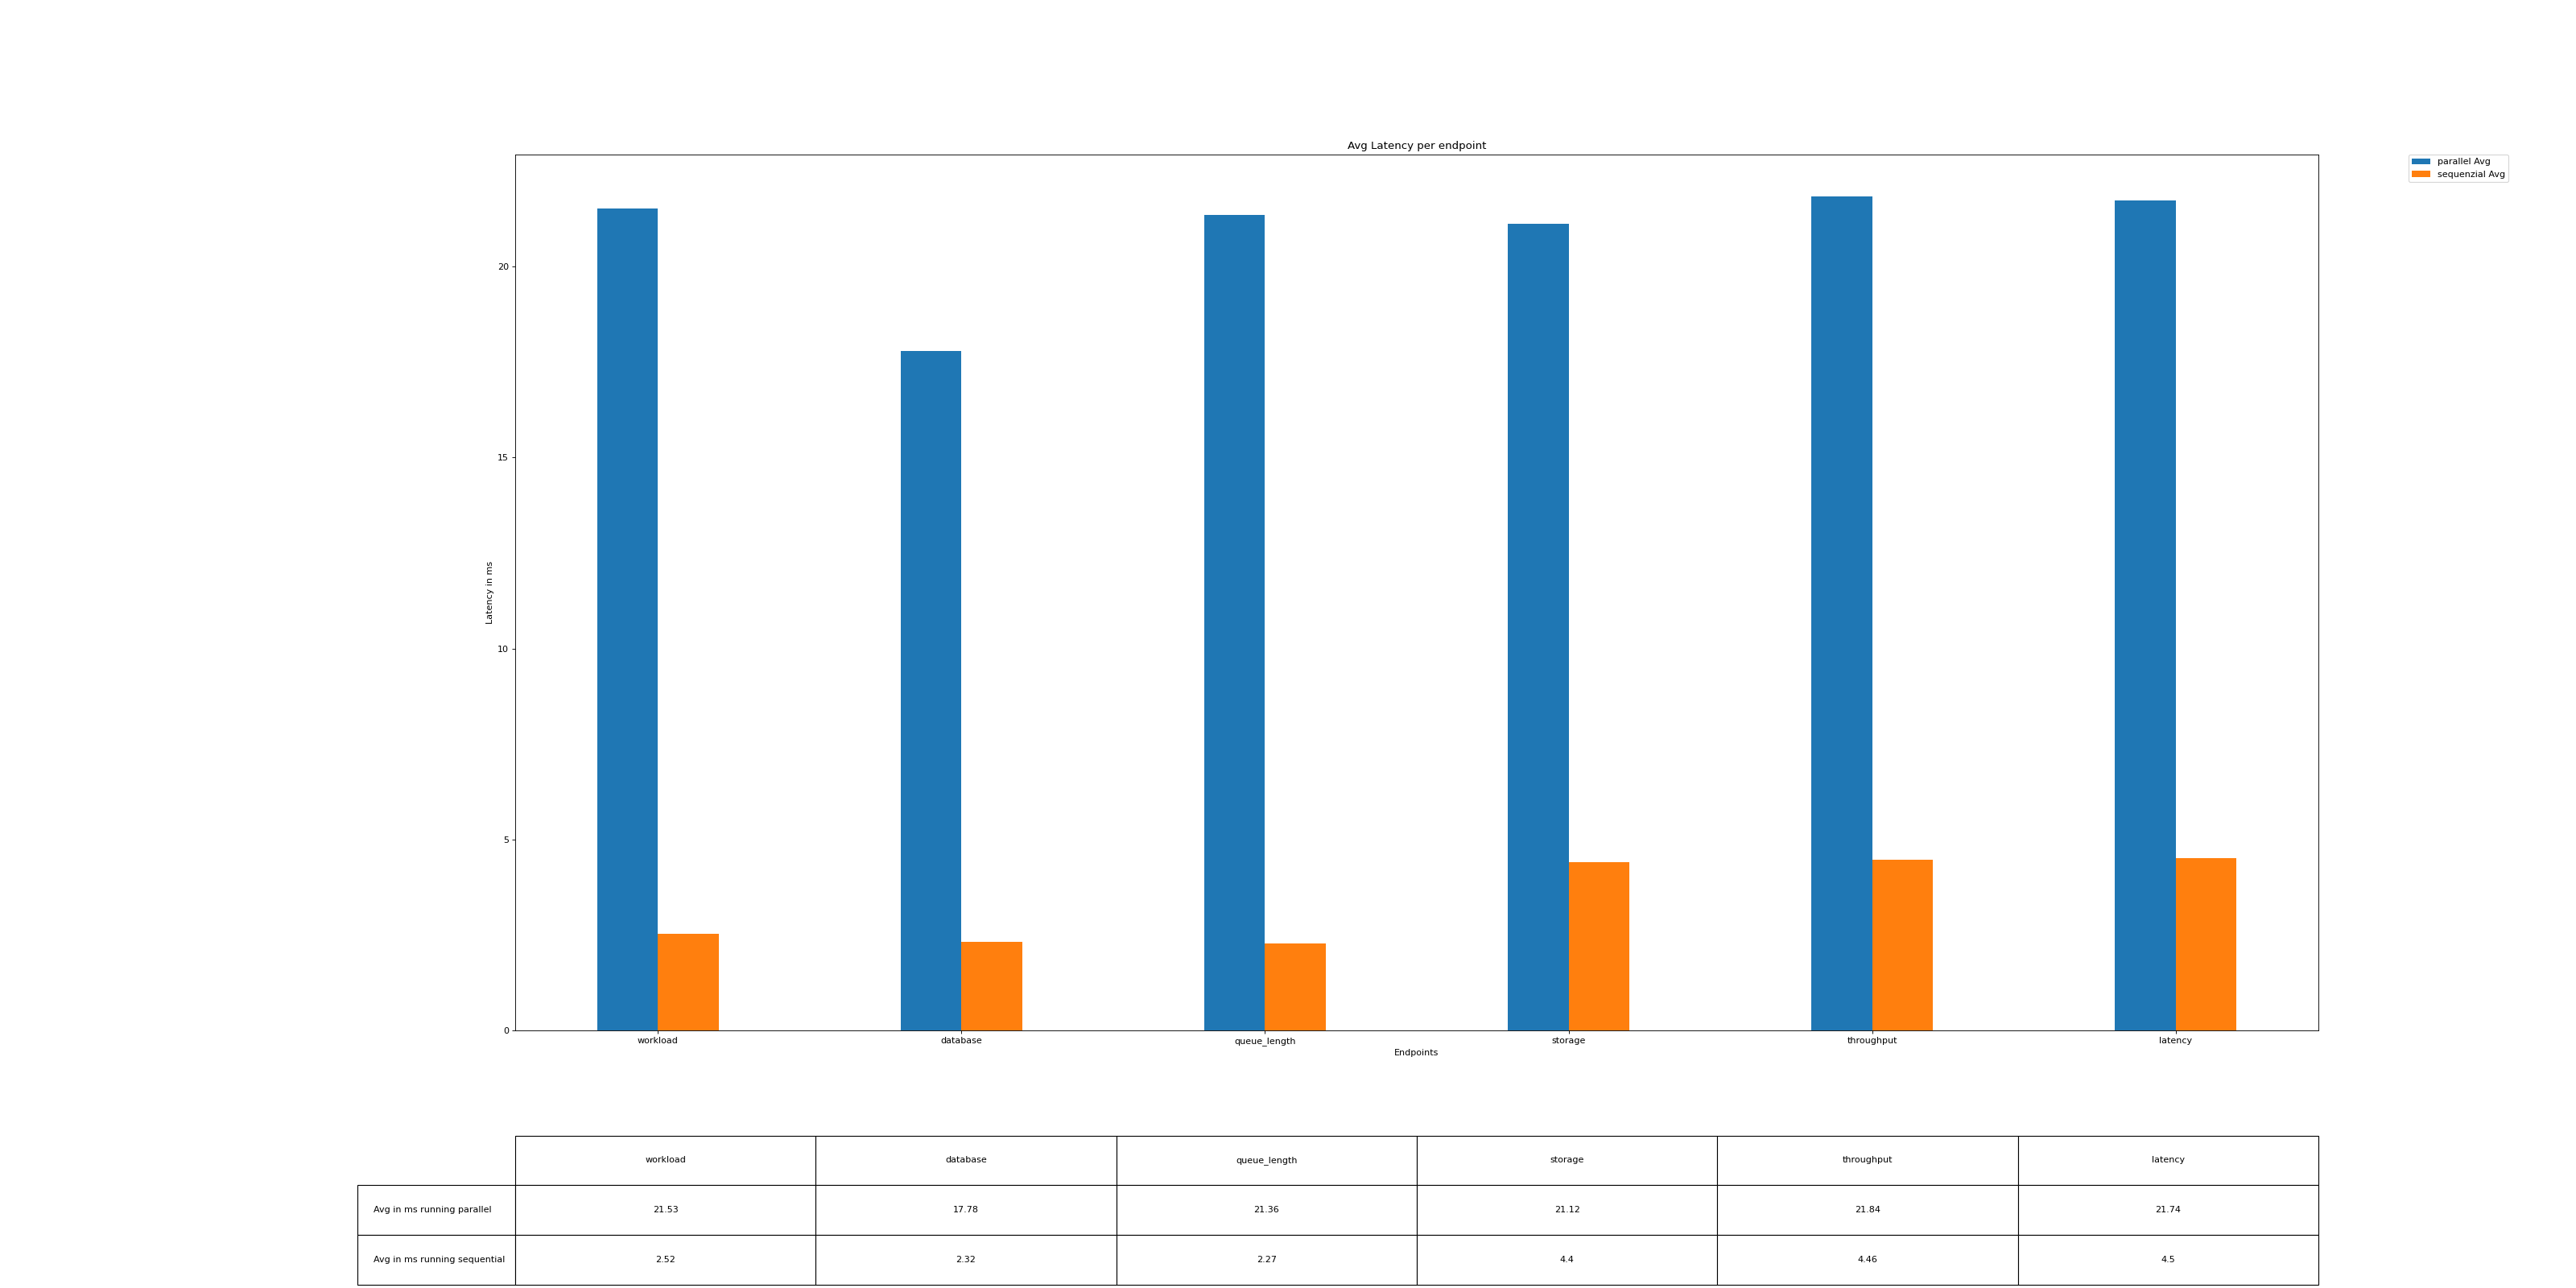 Avg Latency per endpoint
parallel Avg
sequenzial Avg
Latency in ms
20
15
10
5
0
workload database queue_length storage throughput latency
Endpoints
workload database queue_length storage throughput latency
Avg in ms running parallel 21.53 17.78 21.36 21.12 21.84 21.74
Avg in ms running sequential 2.52 2.32 2.27 4.4 4.46 4.5